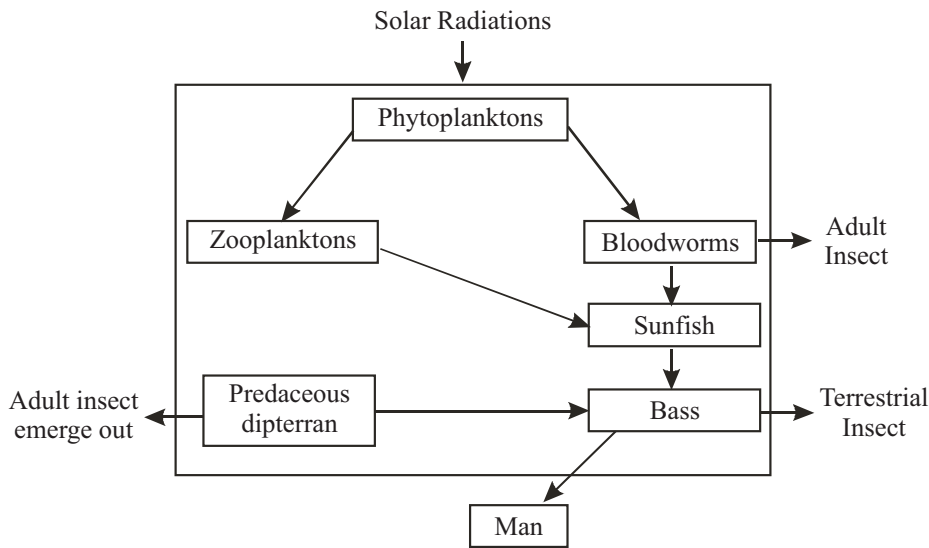 Solar Radiations
Phytoplanktons
Zooplanktons
Bloodworms
Adult
Insect
Sunfish
Adult insect
emerge out
Predaceous
dipterran
Bass
Terrestrial
Insect
Man